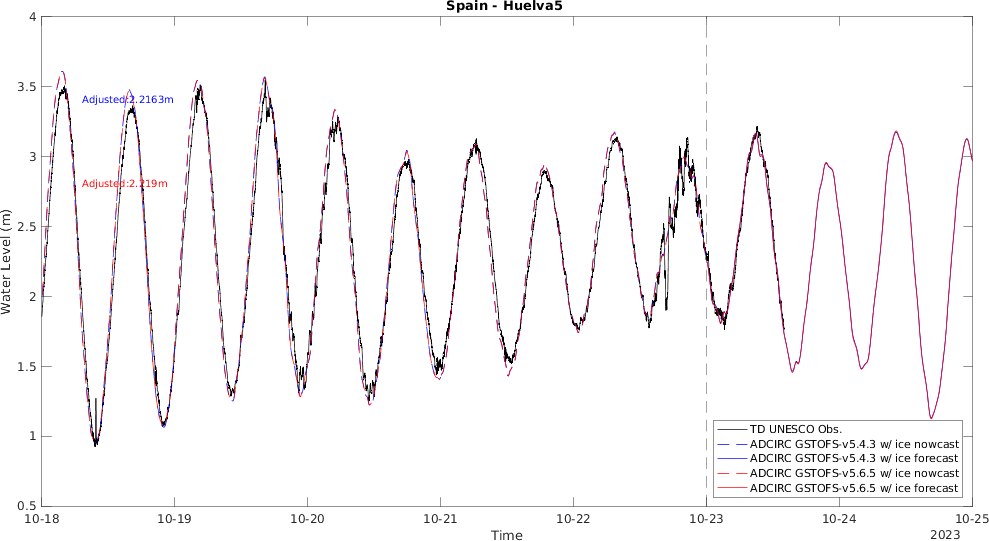 Spain - Huelva5
4
3.5
3
2.5
2
1.5
1
0.5
Water Level (m)
Adjusted:2.2163m
Adjusted:2.219m
TD UNESCO Obs.
ADCIRC GSTOFS-v5.4.3 w/ ice nowcast
ADCIRC GSTOFS-v5.4.3 w/ ice forecast
ADCIRC GSTOFS-v5.6.5 w/ ice nowcast
ADCIRC GSTOFS-v5.6.5 w/ ice forecast
10-18 10-19 10-20 10-21 10-22 10-23 10-24 10-25
Time
2023